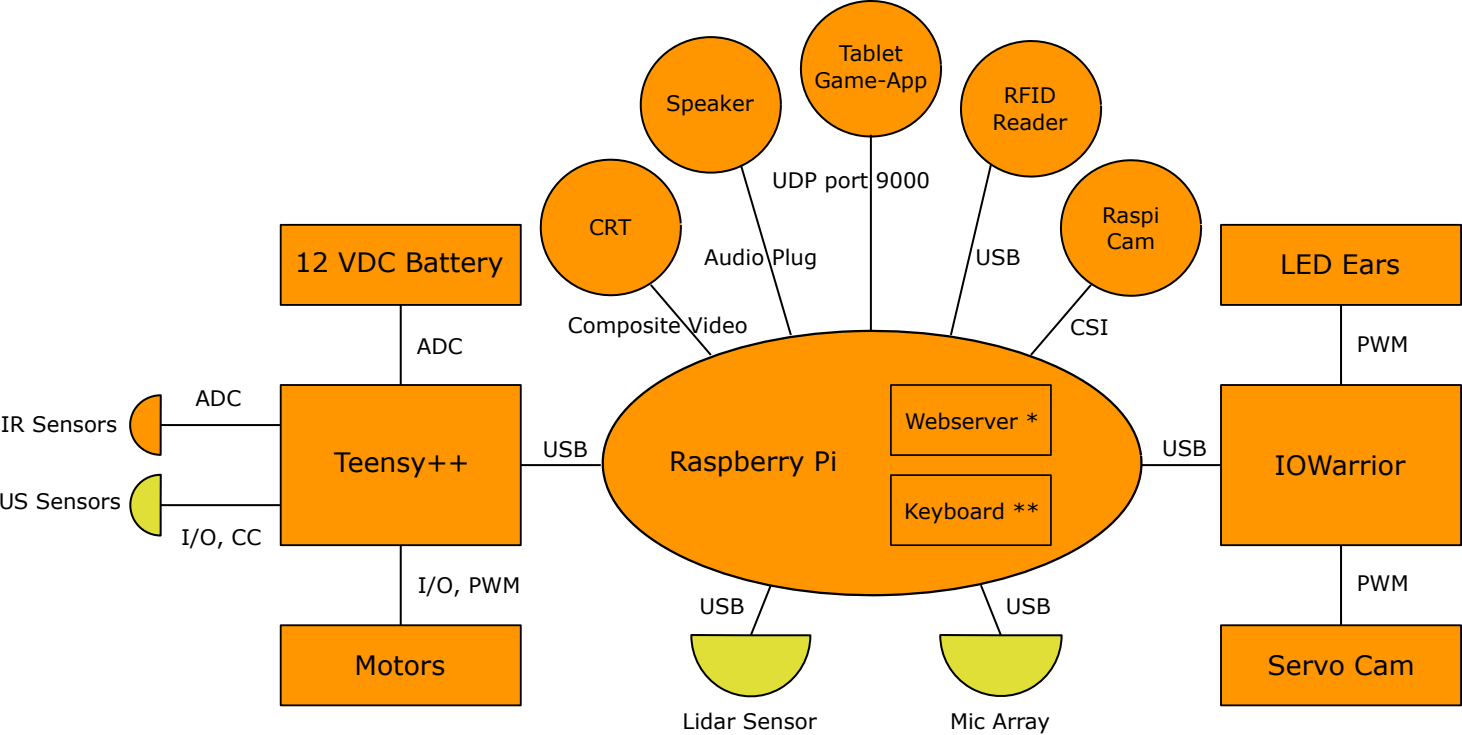 Tablet
Game-App
Speaker
RFID
Reader
UDP port 9000
CRT
Raspi
Cam
12 VDC Battery
Audio Plug
USB
LED Ears
Composite Video
CSI
ADC
PWM
ADC
IR Sensors
Webserver *
Teensy++
USB
Raspberry Pi
USB
IOWarrior
US Sensors
Keyboard **
I/O, CC
I/O, PWM
USB
USB
PWM
Motors
Servo Cam
Lidar Sensor
Mic Array